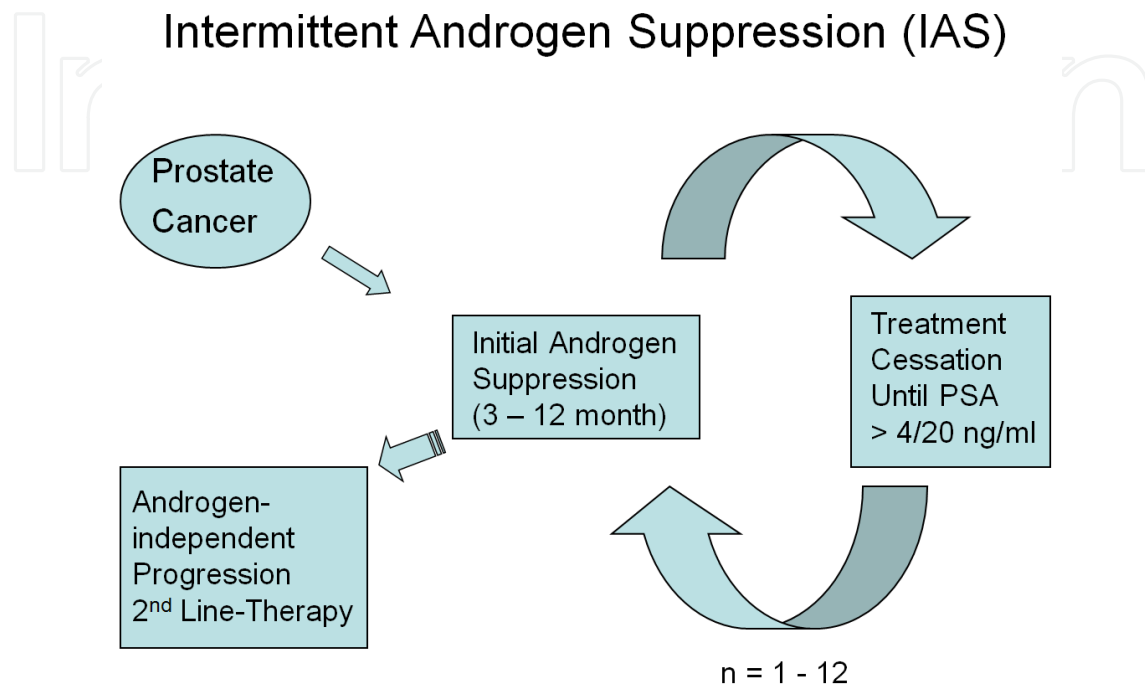 Intermittent Androgen Suppression (IAS)
Prostate
Cancer
Initial Androgen
Suppression
(3 – 12 month)
Treatment
Cessation
Until PSA
> 4/20 ng/ml
Androgen-
independent
Progression
2nd Line-Therapy
n = 1 - 12